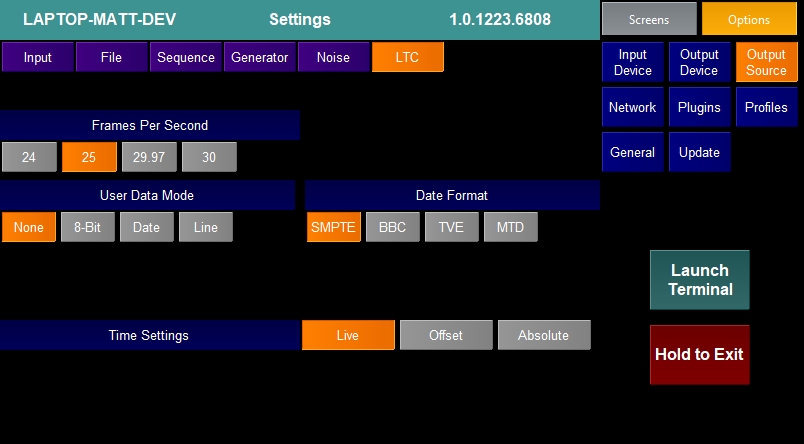 LAPTOP-MATT-DEV Settings 1.0.1223.6808
Screens Options
Input File Sequence Generator Noise LTC
Input
Device
Output
Device
Output
Source
Network Plugins Profiles
General Update
Frames Per Second
24 25 29.97 30
User Data Mode
None 8-Bit Date Line
Date Format
SMPTE BBC TVE MTD
Time Settings Live Offset Absolute
Launch
Terminal
Hold to Exit